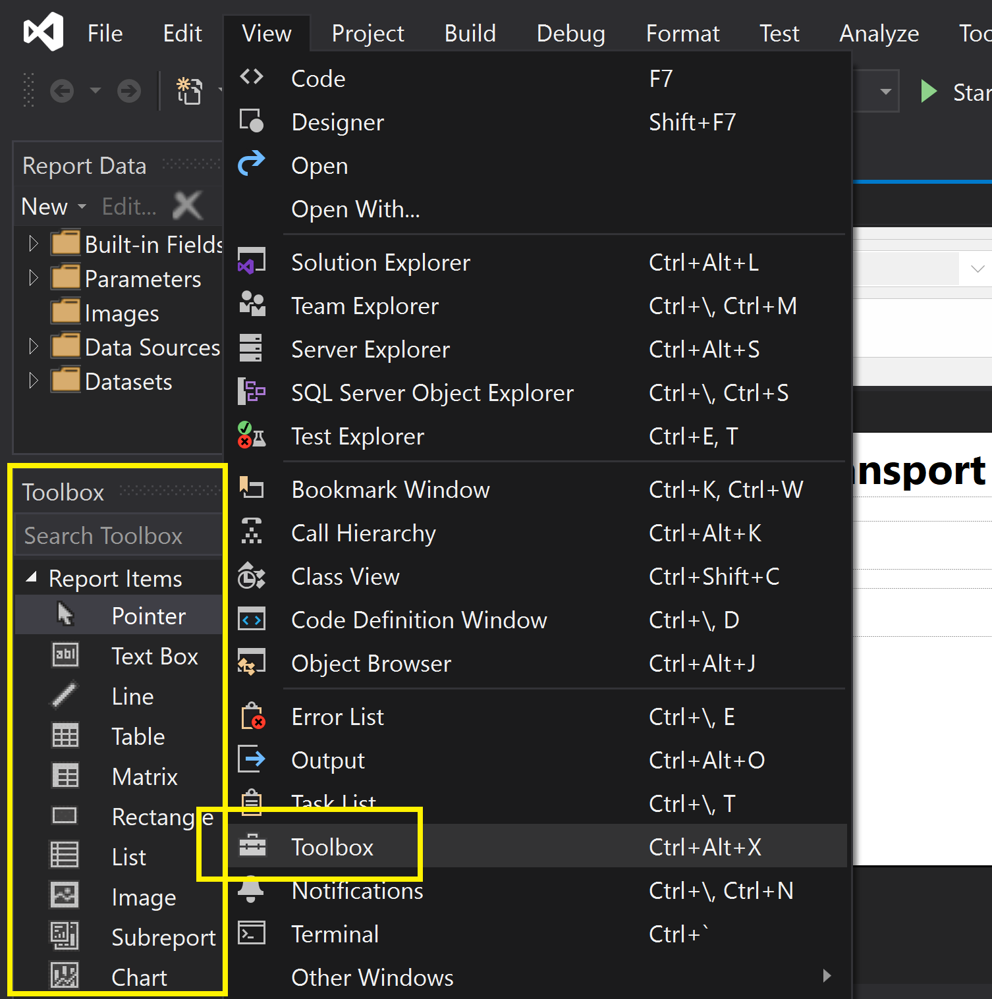 File Edit View Project Build Debug Format Test Analyze
Code F7
Designer Shift+F7
Open
Open With...
Solution Explorer Ctrl+Alt+L
Team Explorer Ctrl+\, Ctrl+M
Server Explorer Ctrl+Alt+S
SQL Server Object Explorer Ctrl+\, Ctrl+S
Test Explorer Ctrl+E, T
Bookmark Window Ctrl+K, Ctrl+W
Call Hierarchy Ctrl+Alt+K
Class View Ctrl+Shift+C
Code Definition Window Ctrl+\, D
Object Browser Ctrl+Alt+J
Error List Ctrl+\, E
Output Ctrl+Alt+O
Task List Ctrl+\, T
Toolbox Ctrl+Alt+X
Notifications Ctrl+\, Ctrl+N
Terminal Ctrl+`
Other Windows
Report Data
New Edit...
Built-in Fields
Parameters
Images
Data Sources
Datasets
Toolbox
Search Toolbox
Report Items
Pointer
abl Text Box
Line
Table
Matrix
Rectangle
List
Image
Subreport
Chart
nsport